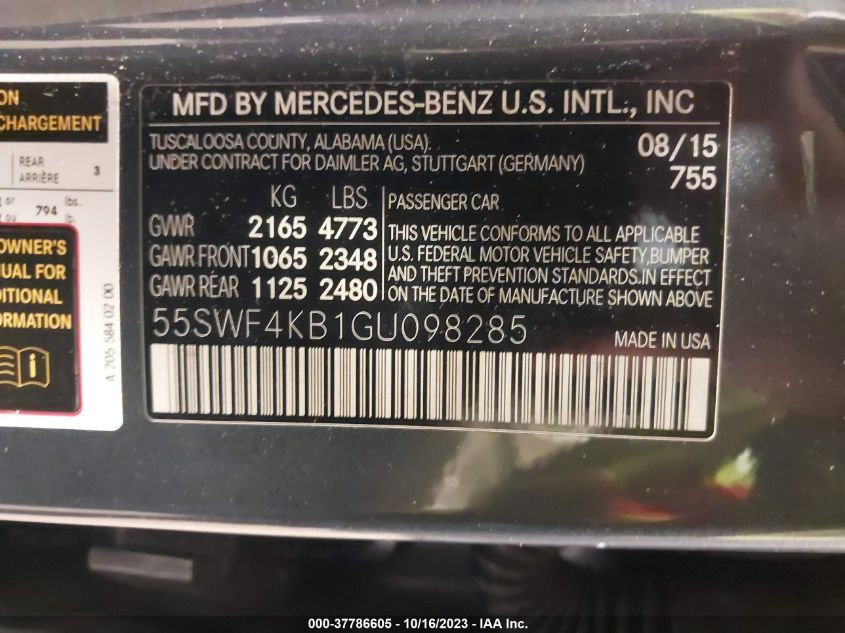 ON
CHARGEMENT
REAR
ARRIÈRE 3
or 794 lbs.
ou lb.
OWNER'S
FOR
A 205 584 02 00
MFD BY MERCEDES-BENZ U.S. INTL., INC
TUSCALOOSA COUNTY, ALABAMA (USA). 08/15
UNDER CONTRACT FOR DAIMLER AG, STUTTGART (GERMANY) 755
KG LBS
GVWR 2165 4773
GAWR FRONT 1065 2348
GAWR REAR 1125 2480
PASSENGER CAR
THIS VEHICLE CONFORMS TO ALL APPLICABLE
U.S. FEDERAL MOTOR VEHICLE SAFETY,BUMPER
AND THEFT PREVENTION STANDARDS.IN EFFECT
ON THE DATE OF MANUFACTURE SHOWN ABOVE
55SWF4KB1GU098285
MADE IN USA
000-37786605 - 10/16/2023 - IAA Inc.